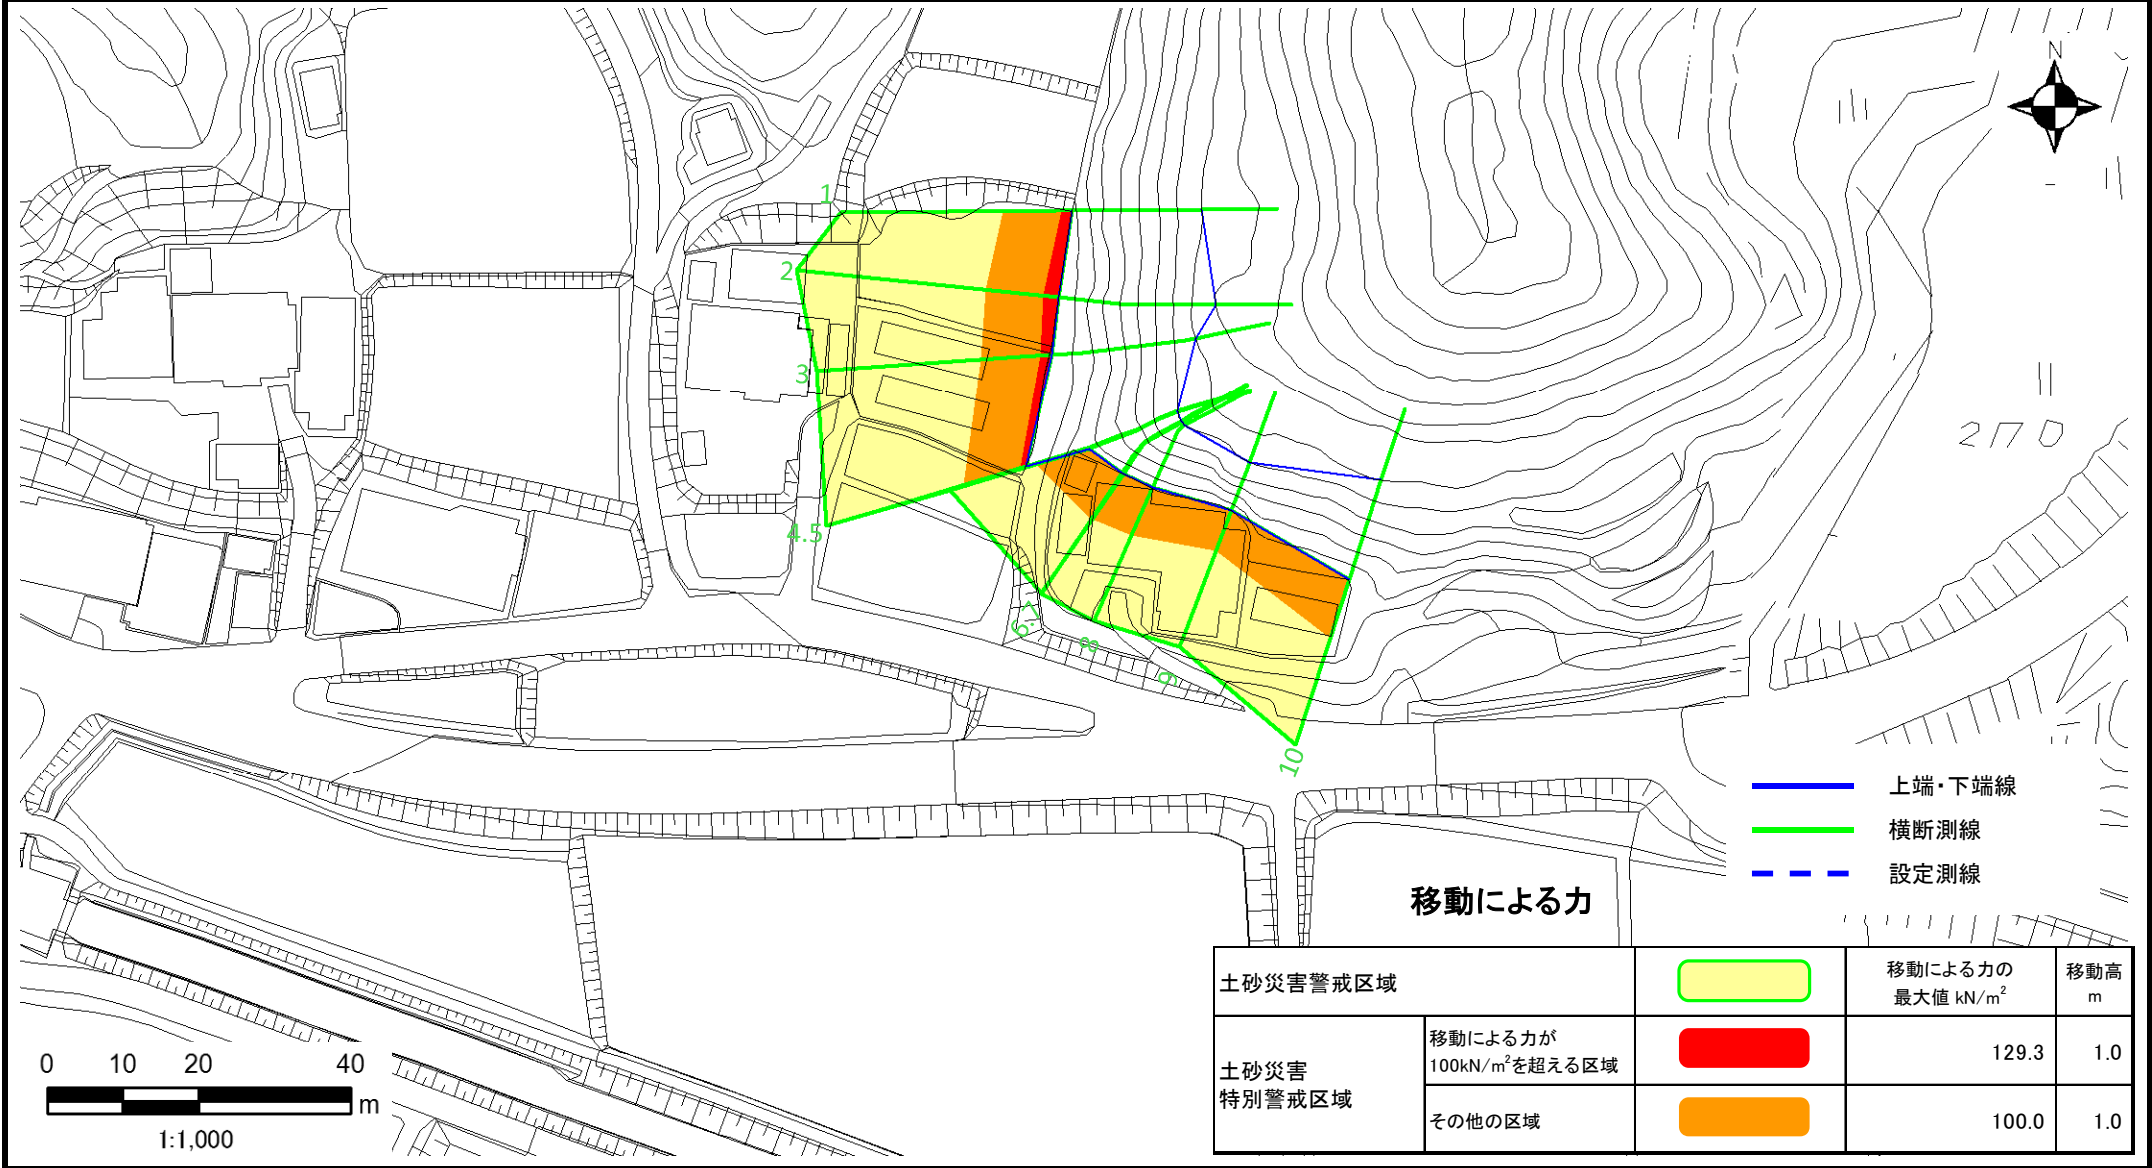 N
1
2
3
4.5
6.7
8
9
10
上端・下端線
横断測線
設定測線
移動による力
土砂災害警戒区域
移動による力の
最大値 kN/m²
移動高
m
土砂災害
特別警戒区域
移動による力が
100kN/m²を超える区域
129.3
1.0
その他の区域
100.0
1.0
0 10 20 40
m
1:1,000